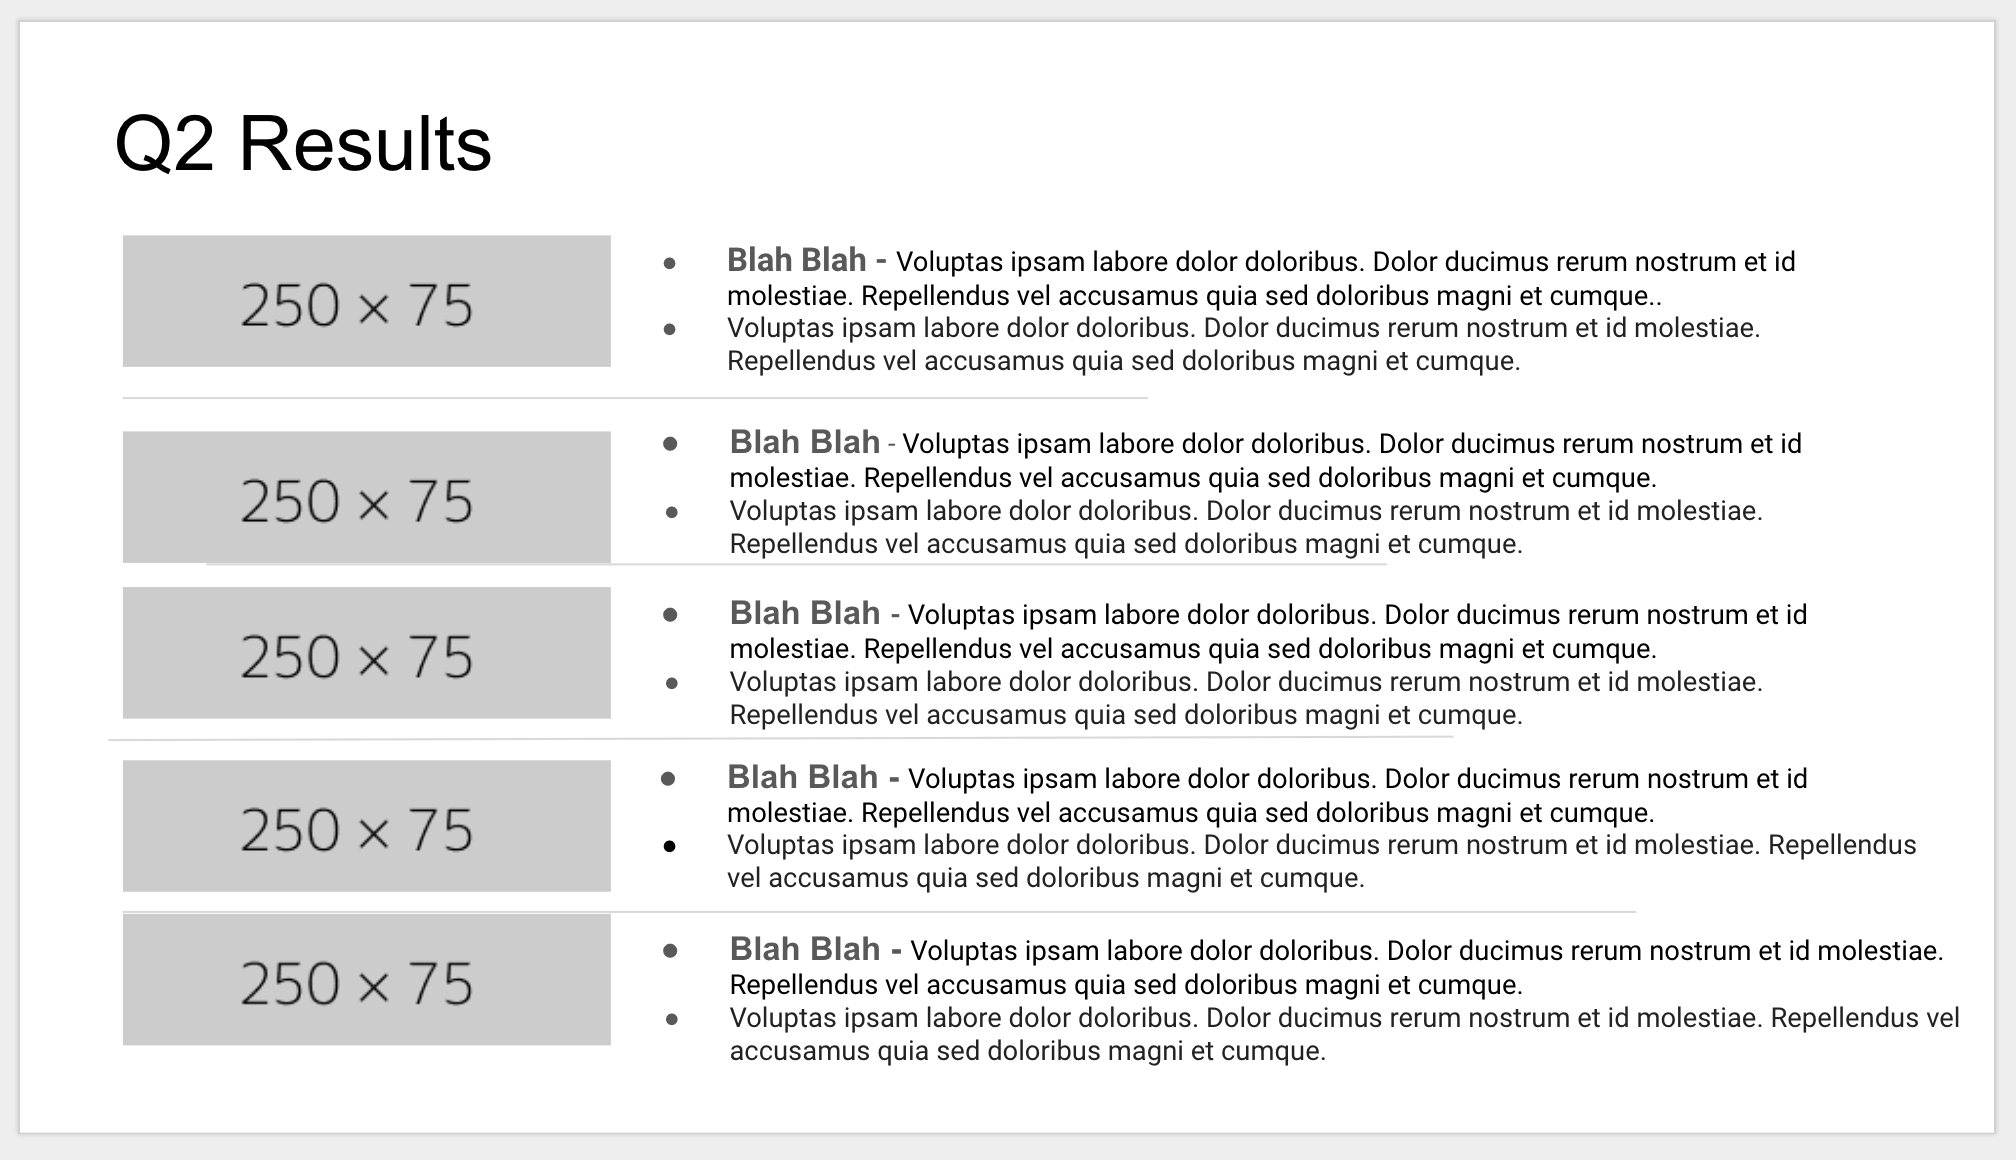 Q2 Results
250 × 75
● Blah Blah - Voluptas ipsam labore dolor doloribus. Dolor ducimus rerum nostrum et id
molestiae. Repellendus vel accusamus quia sed doloribus magni et cumque..
● Voluptas ipsam labore dolor doloribus. Dolor ducimus rerum nostrum et id molestiae.
Repellendus vel accusamus quia sed doloribus magni et cumque.
250 × 75
● Blah Blah - Voluptas ipsam labore dolor doloribus. Dolor ducimus rerum nostrum et id
molestiae. Repellendus vel accusamus quia sed doloribus magni et cumque.
● Voluptas ipsam labore dolor doloribus. Dolor ducimus rerum nostrum et id molestiae.
Repellendus vel accusamus quia sed doloribus magni et cumque.
250 × 75
● Blah Blah - Voluptas ipsam labore dolor doloribus. Dolor ducimus rerum nostrum et id
molestiae. Repellendus vel accusamus quia sed doloribus magni et cumque.
● Voluptas ipsam labore dolor doloribus. Dolor ducimus rerum nostrum et id molestiae.
Repellendus vel accusamus quia sed doloribus magni et cumque.
250 × 75
● Blah Blah - Voluptas ipsam labore dolor doloribus. Dolor ducimus rerum nostrum et id
molestiae. Repellendus vel accusamus quia sed doloribus magni et cumque.
● Voluptas ipsam labore dolor doloribus. Dolor ducimus rerum nostrum et id molestiae. Repellendus
vel accusamus quia sed doloribus magni et cumque.
250 × 75
● Blah Blah - Voluptas ipsam labore dolor doloribus. Dolor ducimus rerum nostrum et id molestiae.
Repellendus vel accusamus quia sed doloribus magni et cumque.
● Voluptas ipsam labore dolor doloribus. Dolor ducimus rerum nostrum et id molestiae. Repellendus vel
accusamus quia sed doloribus magni et cumque.